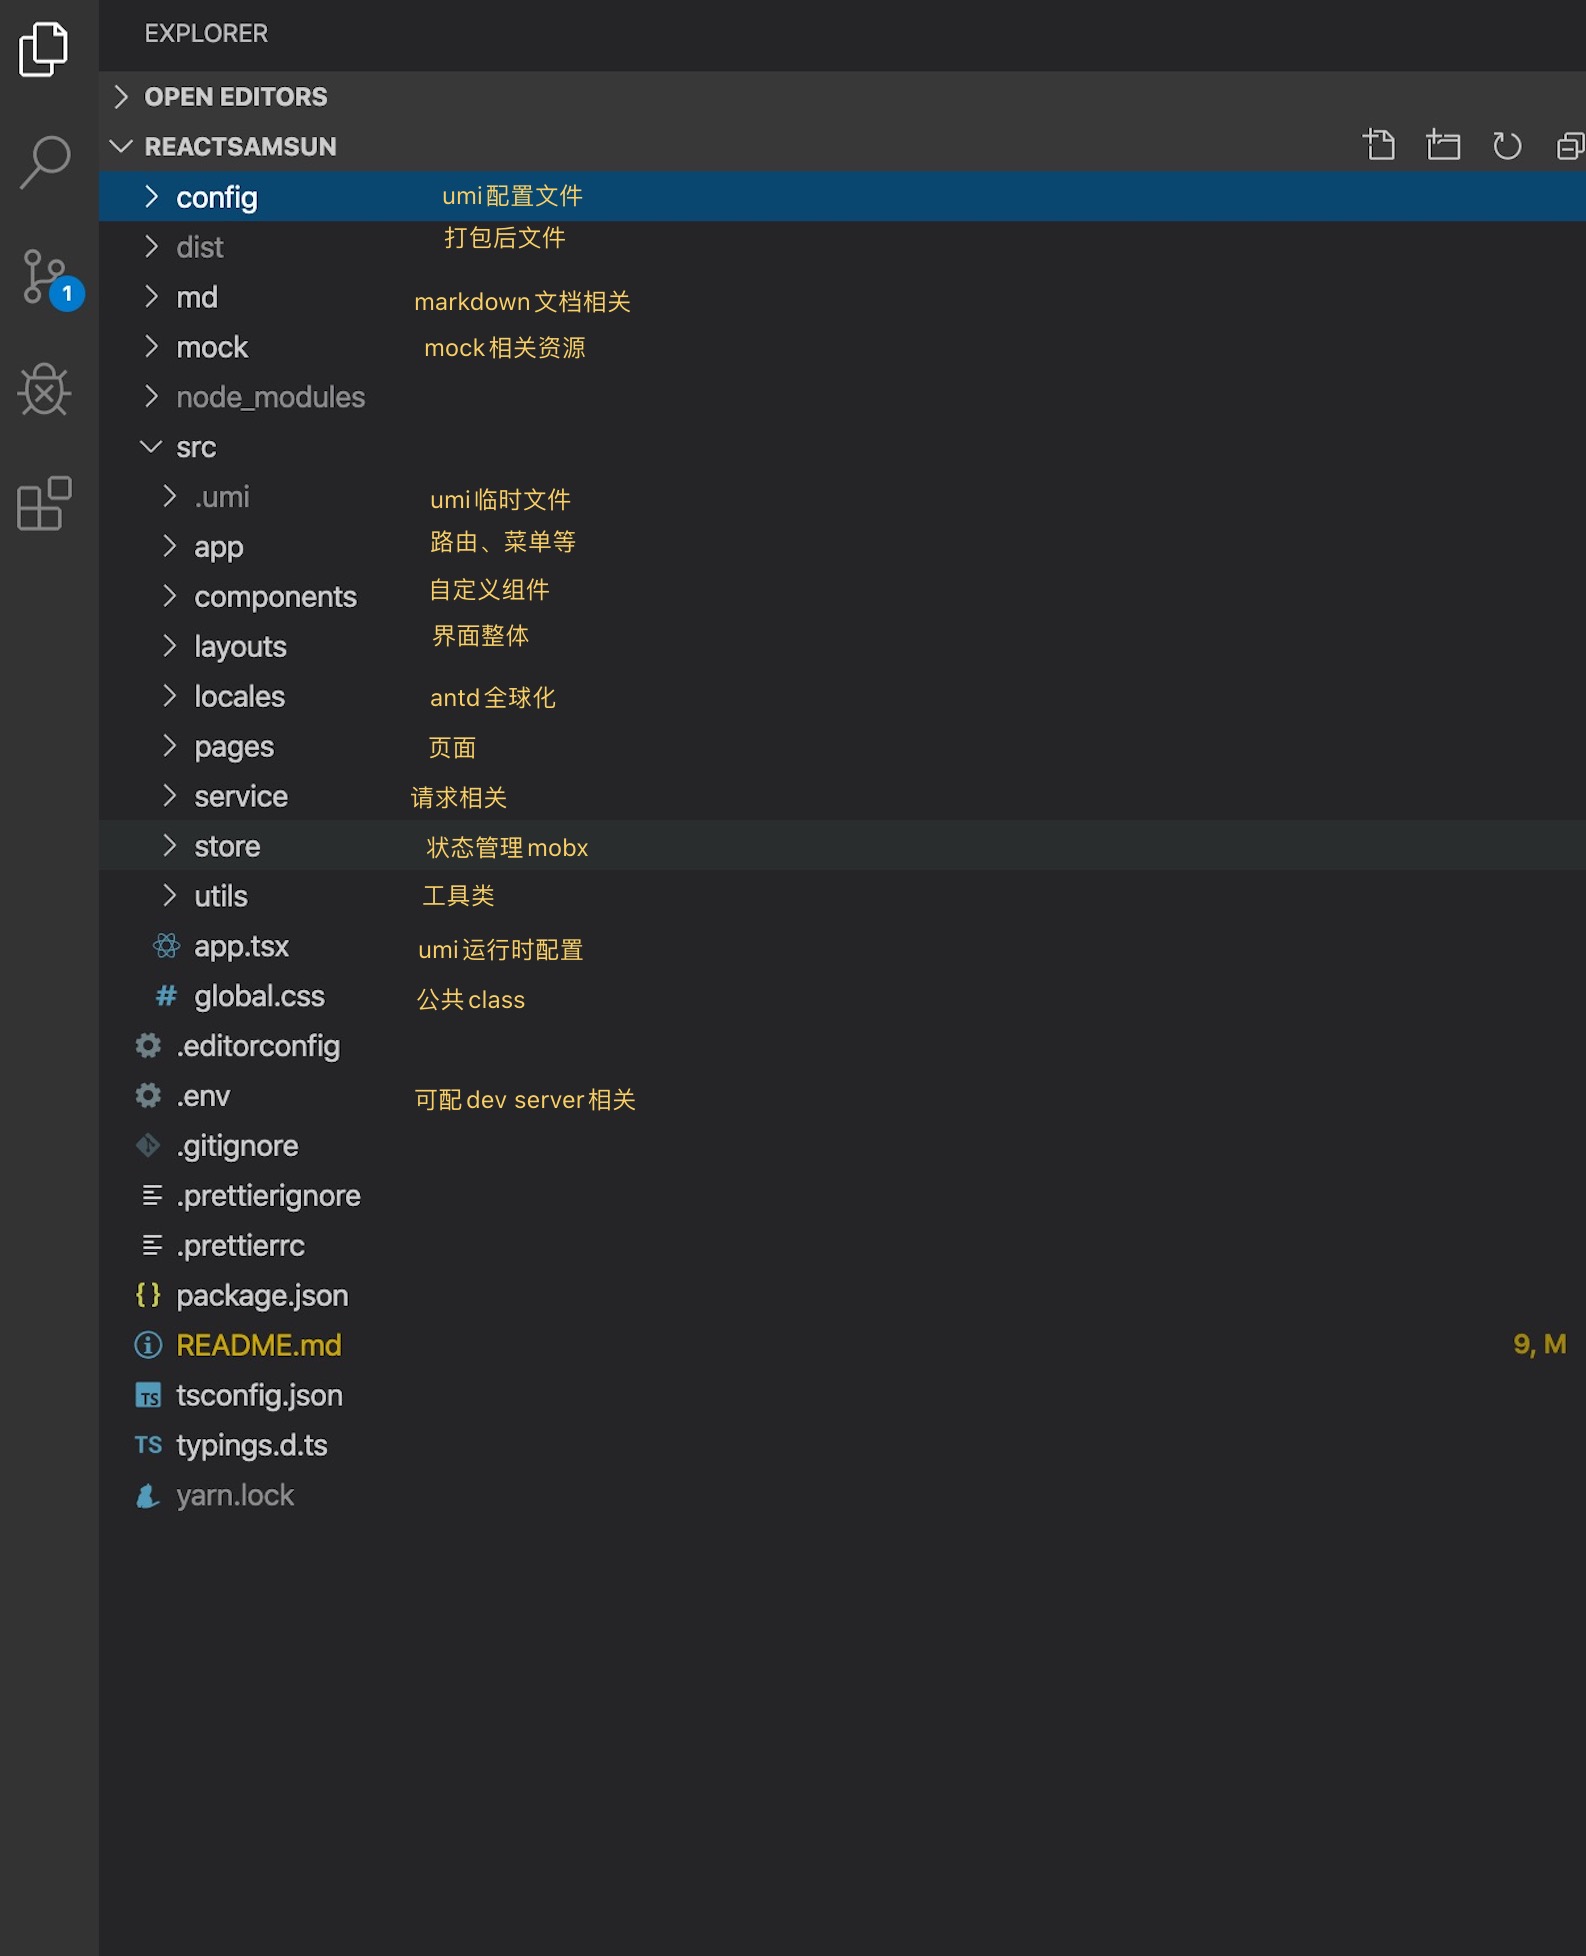 EXPLORER
OPEN EDITORS
REACTSAMSUN
config umi配置文件
dist 打包后文件
md markdown文档相关
mock mock相关资源
node_modules
src
.umi umi临时文件
app 路由、菜单等
components 自定义组件
layouts 界面整体
locales antd全球化
pages 页面
service 请求相关
store 状态管理mobx
utils 工具类
app.tsx umi运行时配置
# global.css 公共class
.editorconfig
.env 可配dev server相关
.gitignore
.prettierignore
.prettierrc
{} package.json
README.md 9, M
TS tsconfig.json
TS typings.d.ts
yarn.lock
1